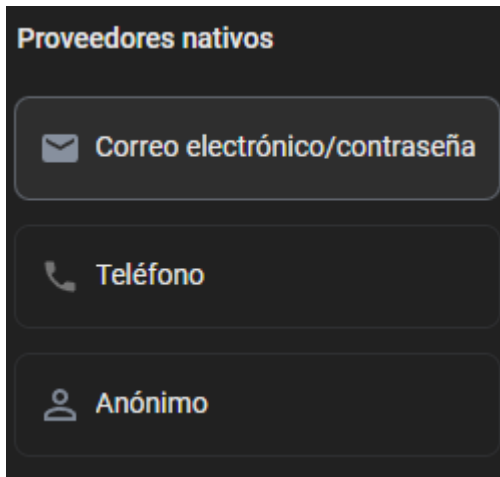 Proveedores nativos
Correo electrónico/contraseña
Teléfono
Anónimo